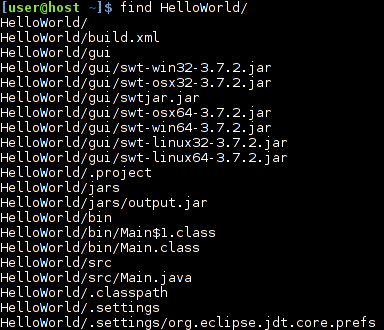 [user@host ~]$ find HelloWorld/
HelloWorld/
HelloWorld/build.xml
HelloWorld/gui
HelloWorld/gui/swt-win32-3.7.2.jar
HelloWorld/gui/swt-osx32-3.7.2.jar
HelloWorld/gui/swtjar.jar
HelloWorld/gui/swt-osx64-3.7.2.jar
HelloWorld/gui/swt-win64-3.7.2.jar
HelloWorld/gui/swt-linux32-3.7.2.jar
HelloWorld/gui/swt-linux64-3.7.2.jar
HelloWorld/.project
HelloWorld/jars
HelloWorld/jars/output.jar
HelloWorld/bin
HelloWorld/bin/Main$1.class
HelloWorld/bin/Main.class
HelloWorld/src
HelloWorld/src/Main.java
HelloWorld/.classpath
HelloWorld/.settings
HelloWorld/.settings/org.eclipse.jdt.core.prefs